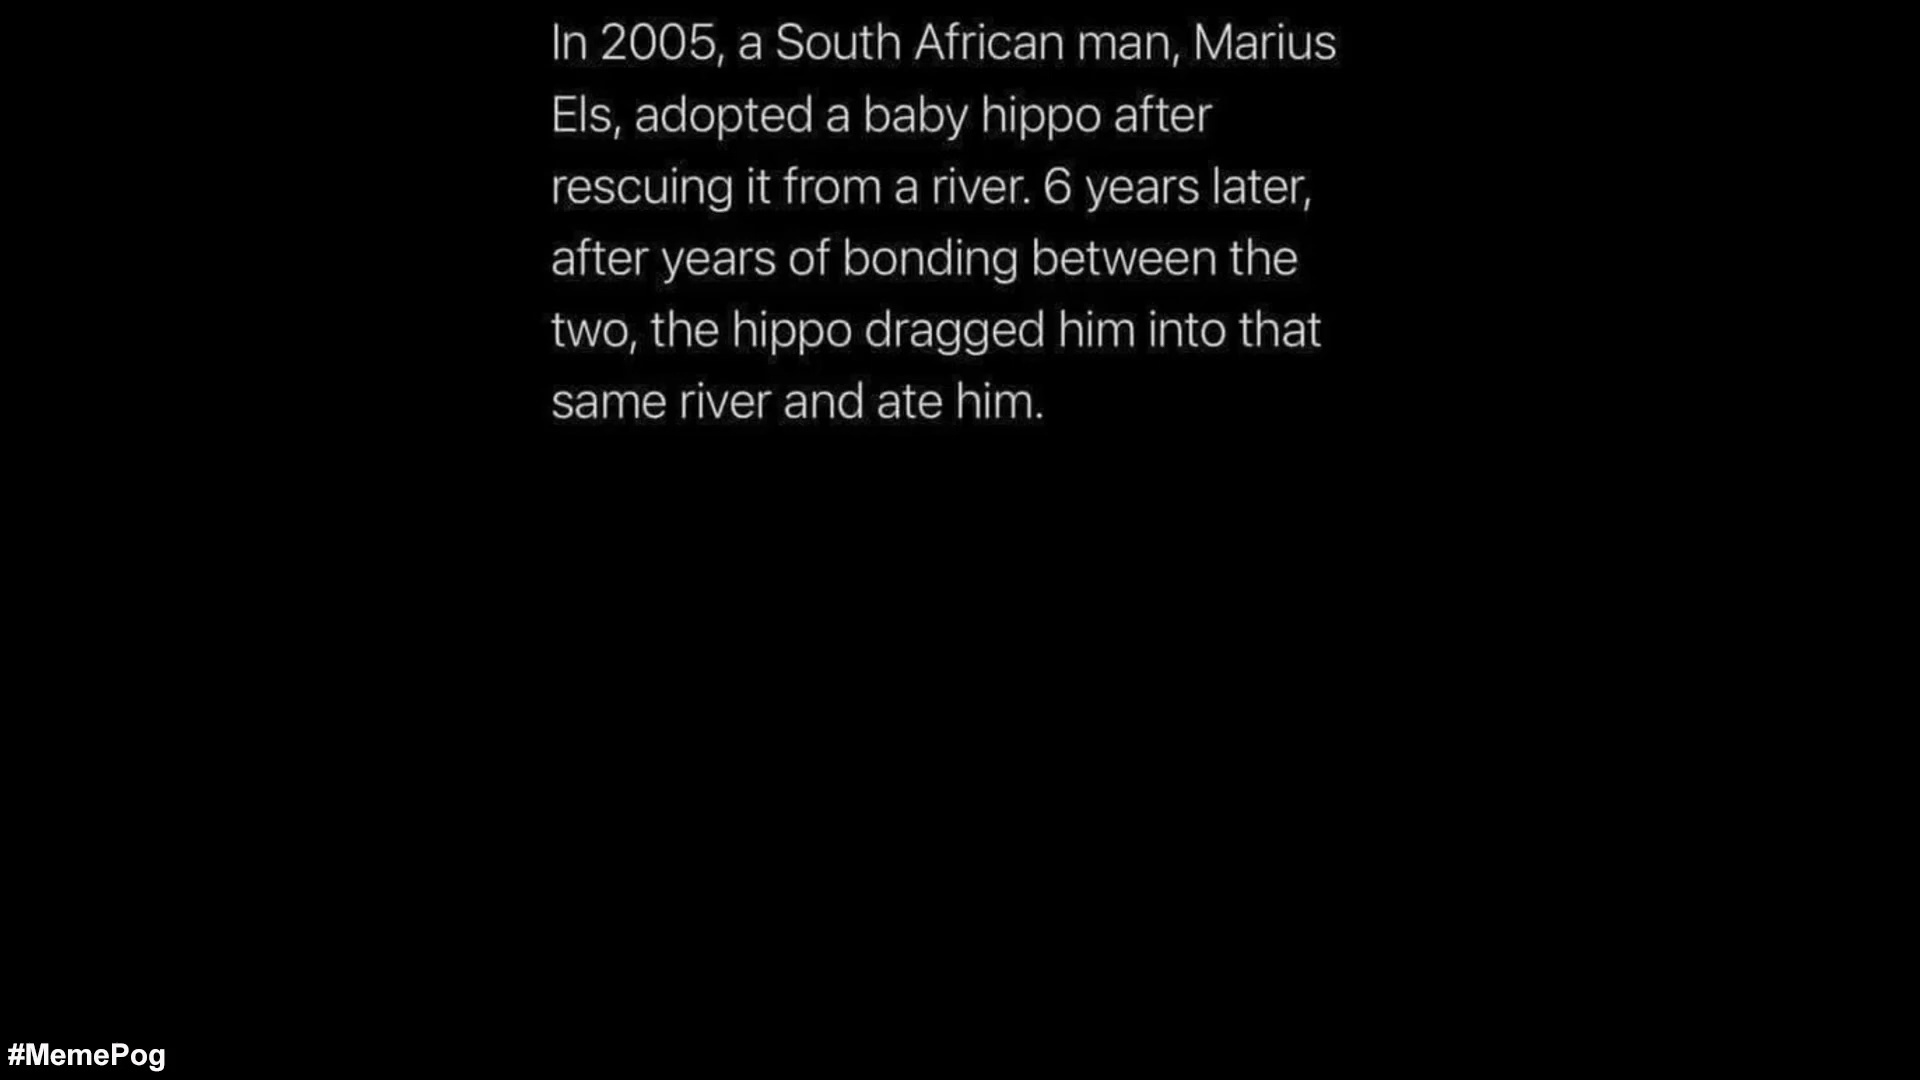 In 2005, a South African man, Marius
Els, adopted a baby hippo after
rescuing it from a river. 6 years later,
after years of bonding between the
two, the hippo dragged him into that
same river and ate him.
#MemePog